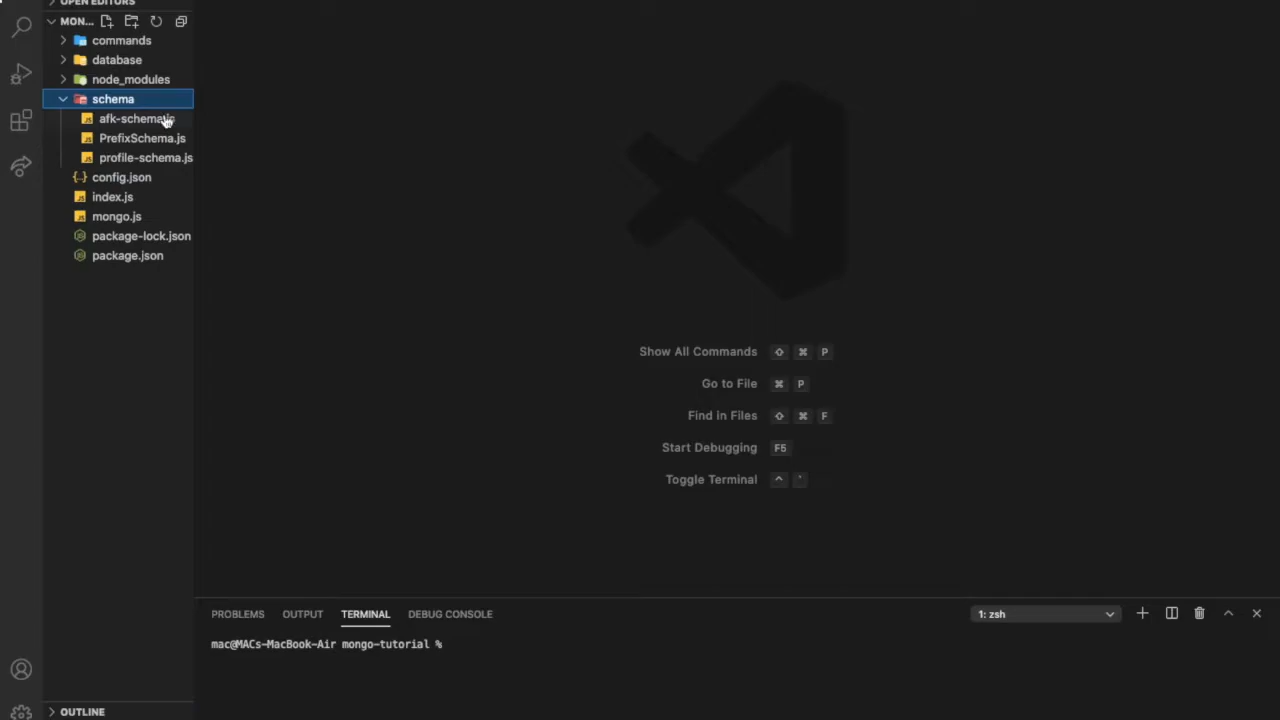 OPEN EDITORS
MON...
commands
database
node_modules
schema
afk-schema.js
PrefixSchema.js
profile-schema.js
config.json
index.js
mongo.js
package-lock.json
package.json
Show All Commands ⇧ ⌘ P
Go to File ⌘ P
Find in Files ⇧ ⌘ F
Start Debugging F5
Toggle Terminal ^ `
PROBLEMS OUTPUT TERMINAL DEBUG CONSOLE 1: zsh
mac@MACs-MacBook-Air mongo-tutorial %
OUTLINE